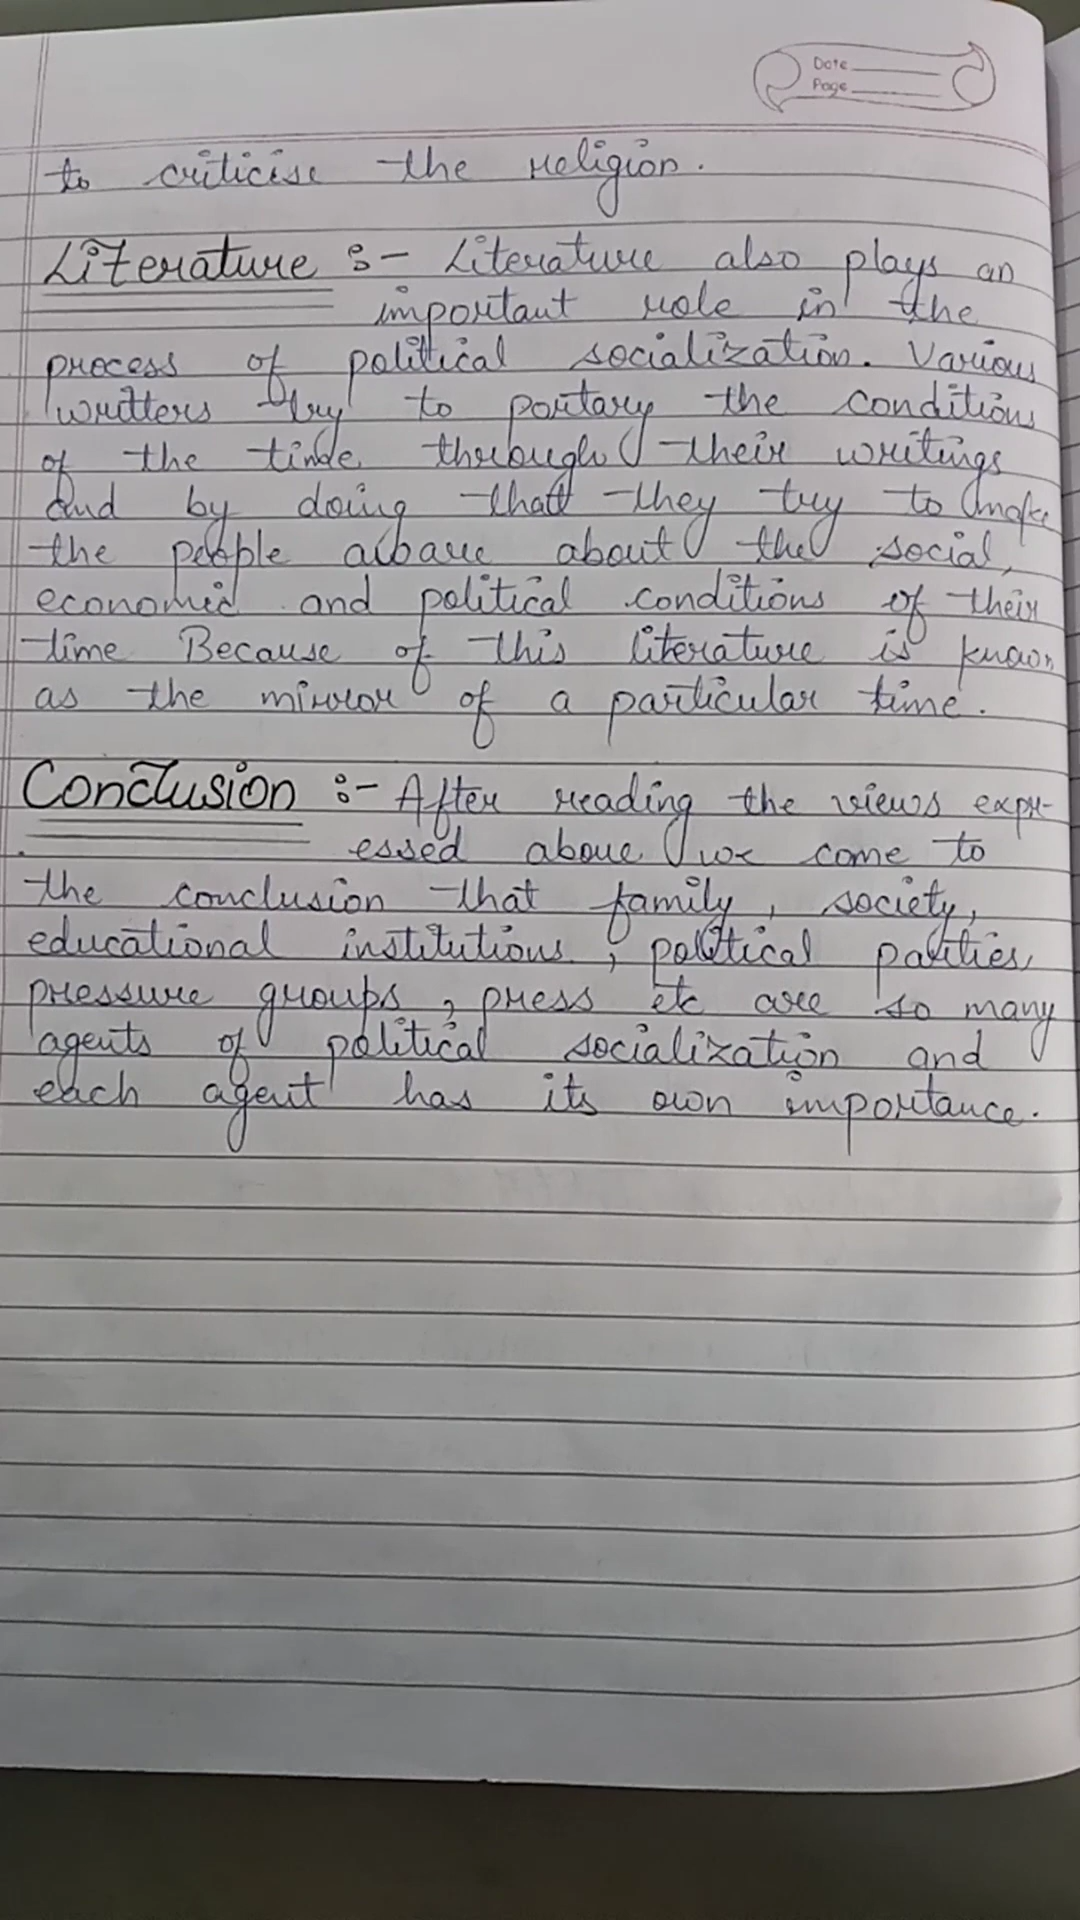 Date
Page
to criticise the religion.
Literature :- Literature also plays an
important role in the
process of political socialization. Various
writters try to portary the conditions
of the time through their writings
and by doing that they try to make
the people aware about the social,
economic and political conditions of their
time Because of this literature is known
as the mirror of a particular time.
Conclusion :- After reading the views expr-
essed above we come to
the conclusion that family, society,
educational institutions, political parties,
pressure groups, press etc are so many
agents of political socialization and
each agent has its own importance.